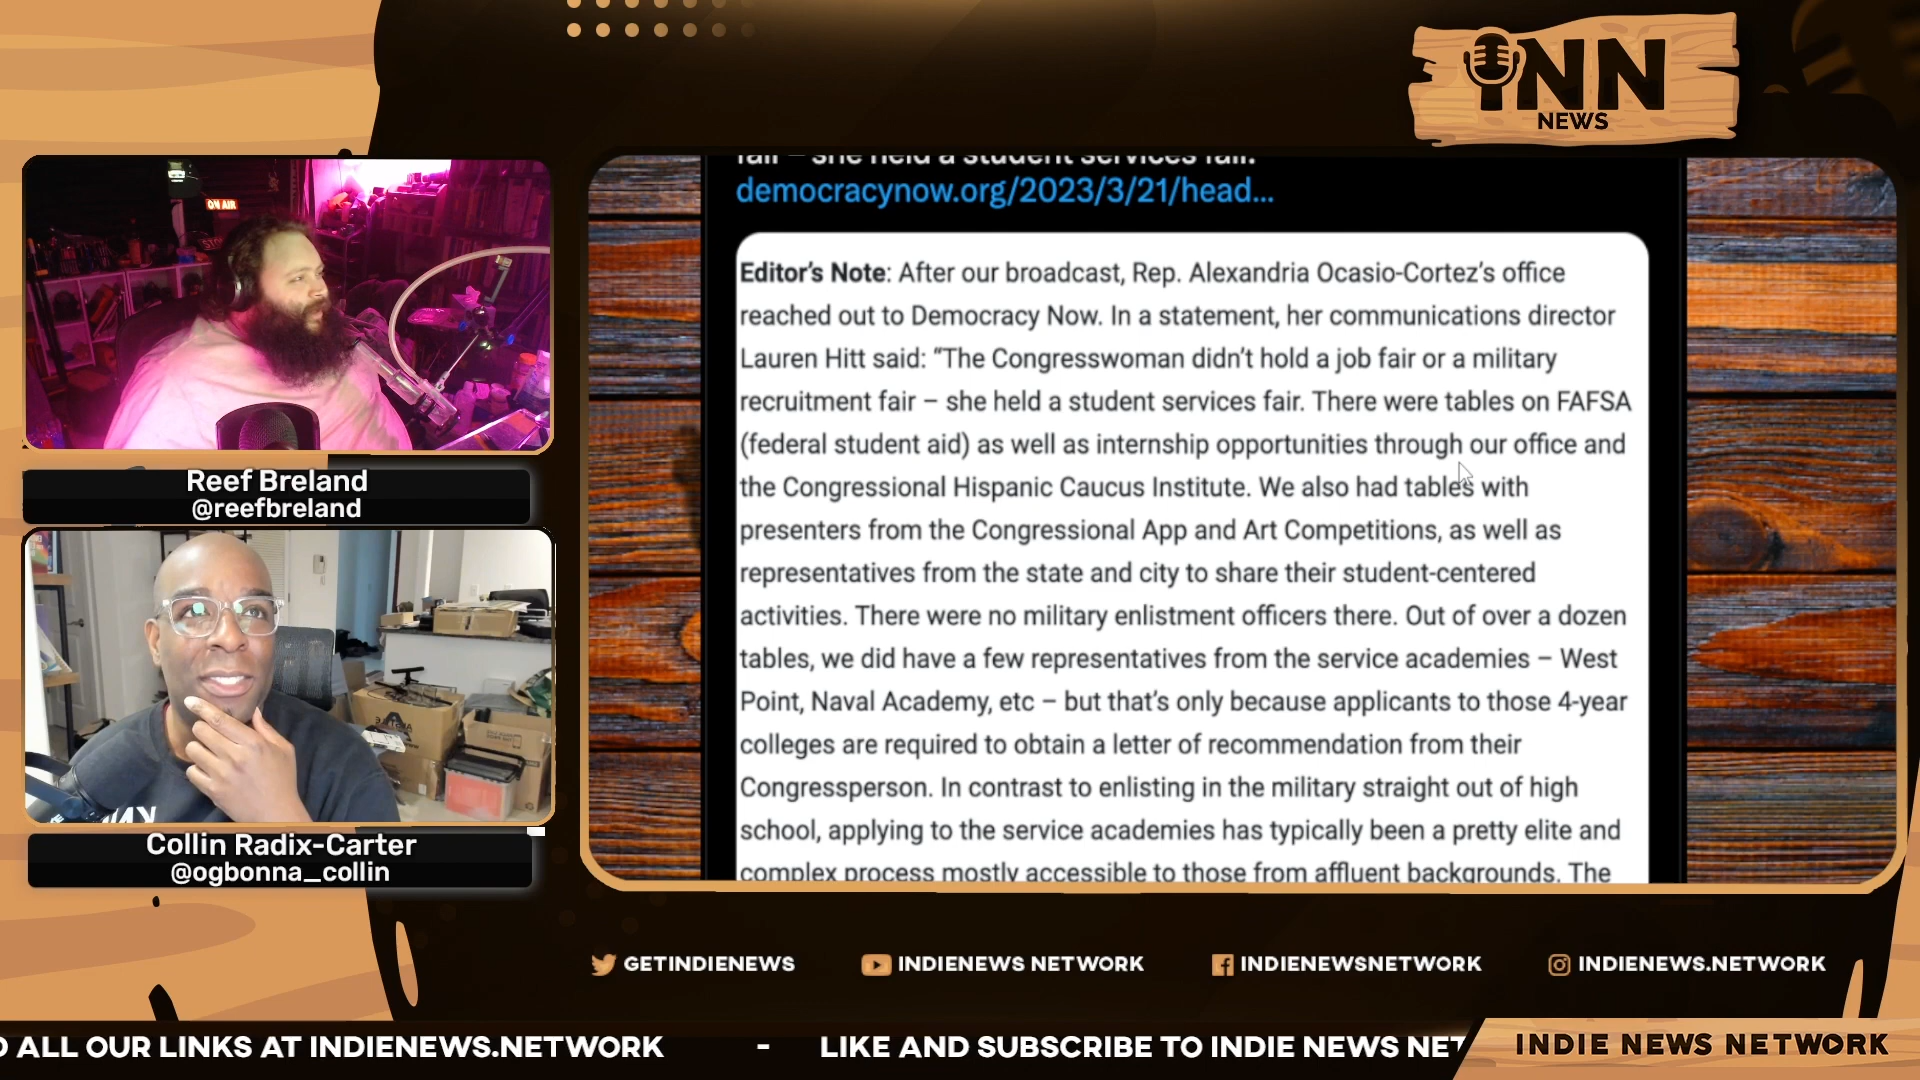 iNN
NEWS
ON AIR
fair – she held a student services fair.
democracynow.org/2023/3/21/head...
Editor's Note: After our broadcast, Rep. Alexandria Ocasio-Cortez's office
reached out to Democracy Now. In a statement, her communications director
Lauren Hitt said: “The Congresswoman didn't hold a job fair or a military
recruitment fair – she held a student services fair. There were tables on FAFSA
(federal student aid) as well as internship opportunities through our office and
the Congressional Hispanic Caucus Institute. We also had tables with
presenters from the Congressional App and Art Competitions, as well as
representatives from the state and city to share their student-centered
activities. There were no military enlistment officers there. Out of over a dozen
tables, we did have a few representatives from the service academies – West
Point, Naval Academy, etc – but that's only because applicants to those 4-year
colleges are required to obtain a letter of recommendation from their
Congressperson. In contrast to enlisting in the military straight out of high
school, applying to the service academies has typically been a pretty elite and
complex process mostly accessible to those from affluent backgrounds. The
Reef Breland
@reefbreland
Collin Radix-Carter
@ogbonna_collin
GETINDIENEWS
INDIENEWS NETWORK
INDIENEWSNETWORK
INDIENEWS.NETWORK
ALL OUR LINKS AT INDIENEWS.NETWORK - LIKE AND SUBSCRIBE TO INDIE NEWS NET
INDIE NEWS NETWORK